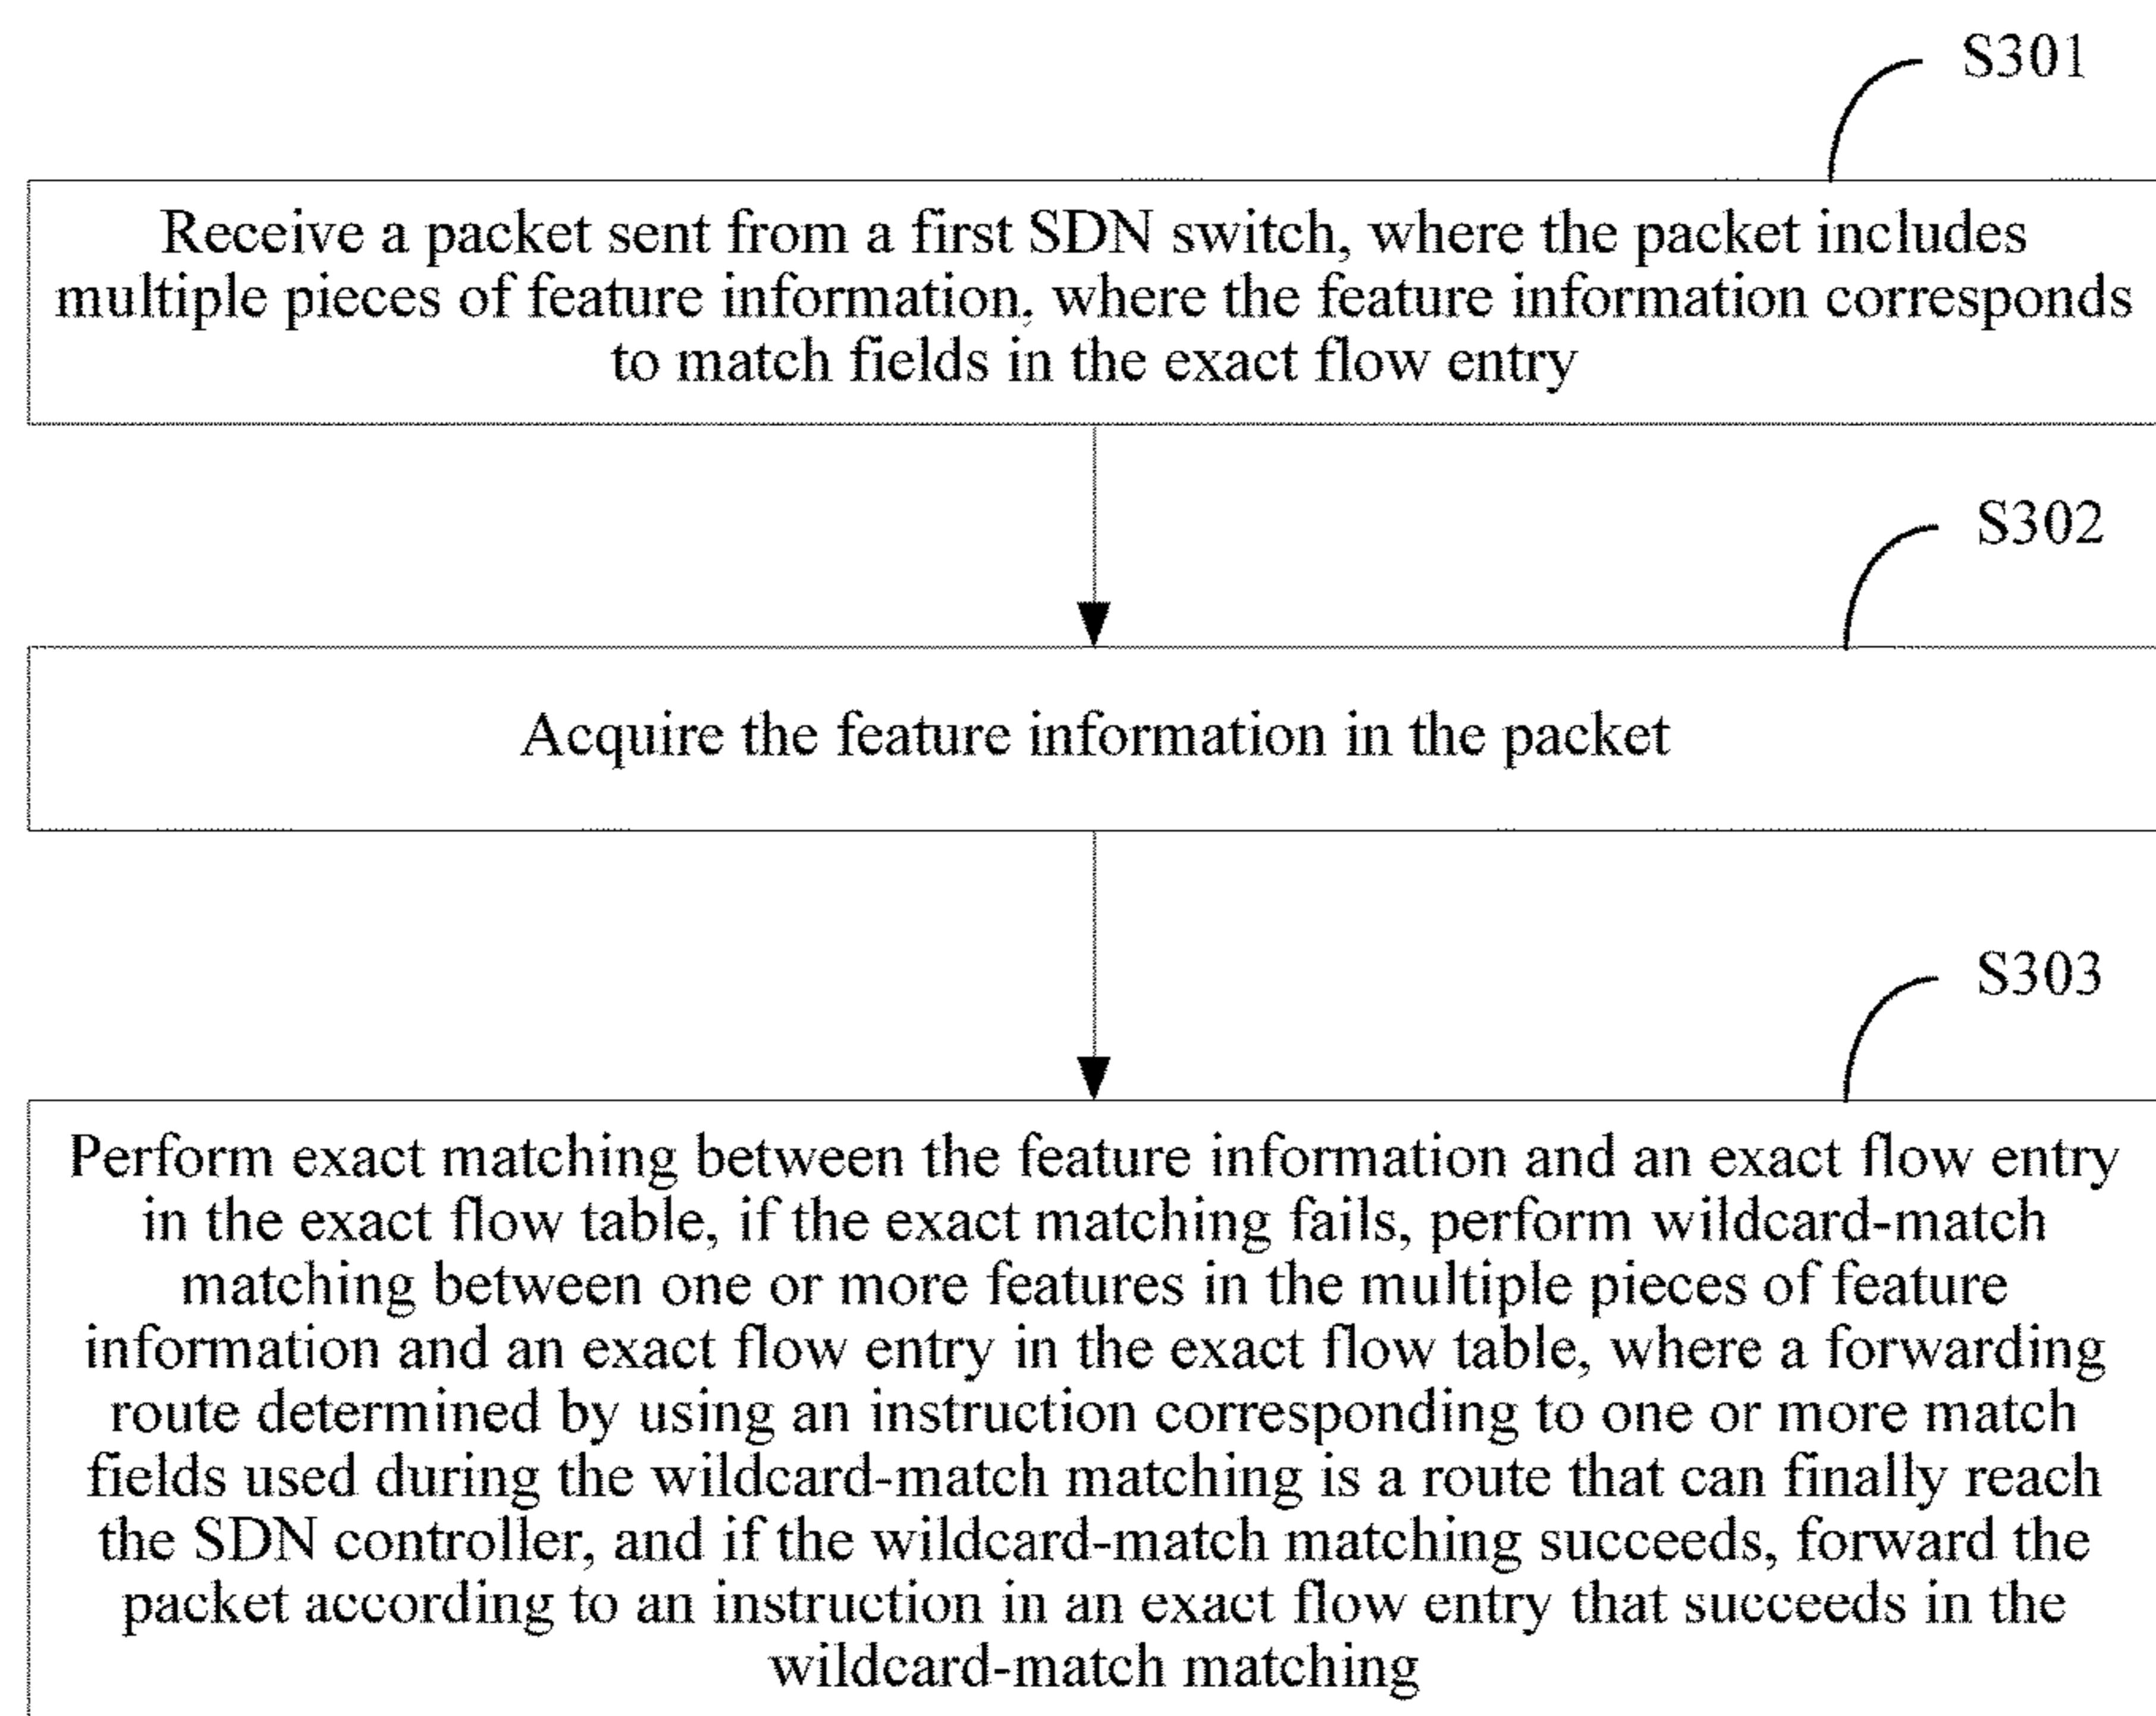 S301
Receive a packet sent from a first SDN switch, where the packet includes
multiple pieces of feature information, where the feature information corresponds
to match fields in the exact flow entry
S302
Acquire the feature information in the packet
S303
Perform exact matching between the feature information and an exact flow entry
in the exact flow table, if the exact matching fails, perform wildcard-match
matching between one or more features in the multiple pieces of feature
information and an exact flow entry in the exact flow table, where a forwarding
route determined by using an instruction corresponding to one or more match
fields used during the wildcard-match matching is a route that can finally reach
the SDN controller, and if the wildcard-match matching succeeds, forward the
packet according to an instruction in an exact flow entry that succeeds in the
wildcard-match matching